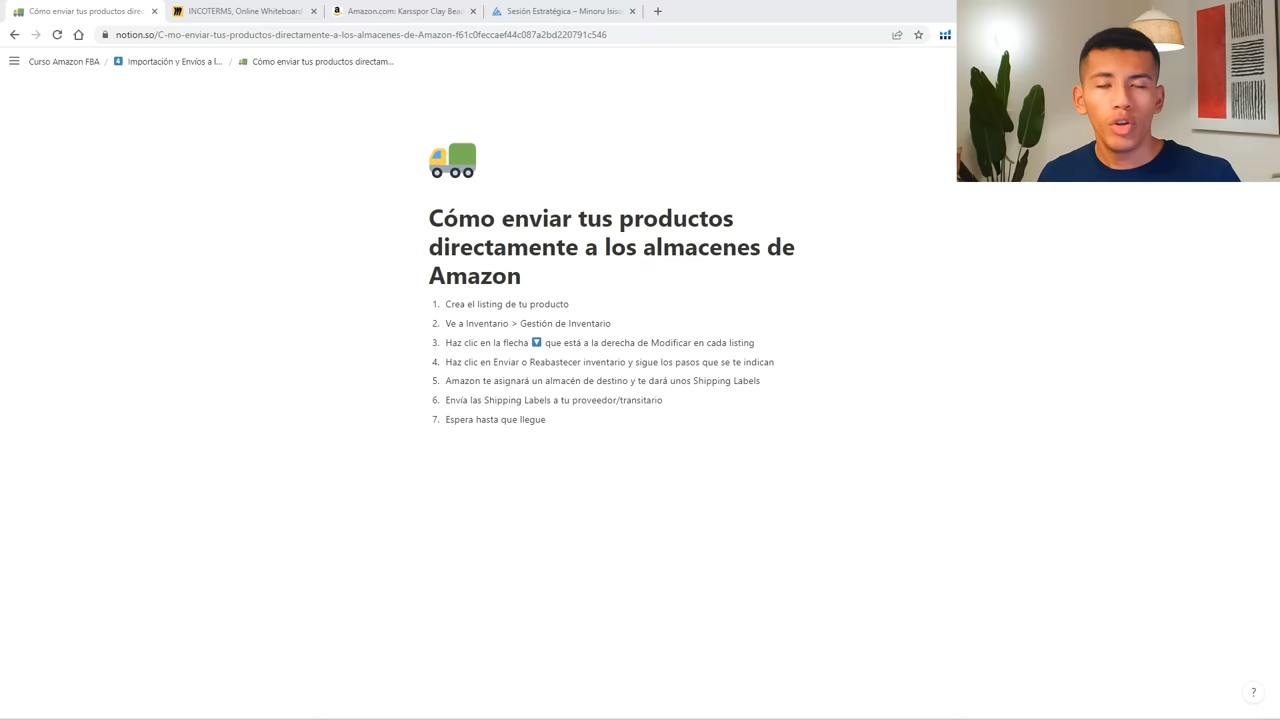 Cómo enviar tus productos direc
INCOTERMS, Online Whiteboard
Amazon.com: Karsspor Clay Bea
Sesión Estratégica – Minoru Isiso
notion.so/C-mo-enviar-tus-productos-directamente-a-los-almacenes-de-Amazon-f61c0feccaef44c087a2bd220791c546
Curso Amazon FBA / 4 Importación y Envíos a l... / Cómo enviar tus productos directam...
Cómo enviar tus productos
directamente a los almacenes de
Amazon
1. Crea el listing de tu producto
2. Ve a Inventario > Gestión de Inventario
3. Haz clic en la flecha que está a la derecha de Modificar en cada listing
4. Haz clic en Enviar o Reabastecer inventario y sigue los pasos que se te indican
5. Amazon te asignará un almacén de destino y te dará unos Shipping Labels
6. Envía las Shipping Labels a tu proveedor/transitario
7. Espera hasta que llegue
?